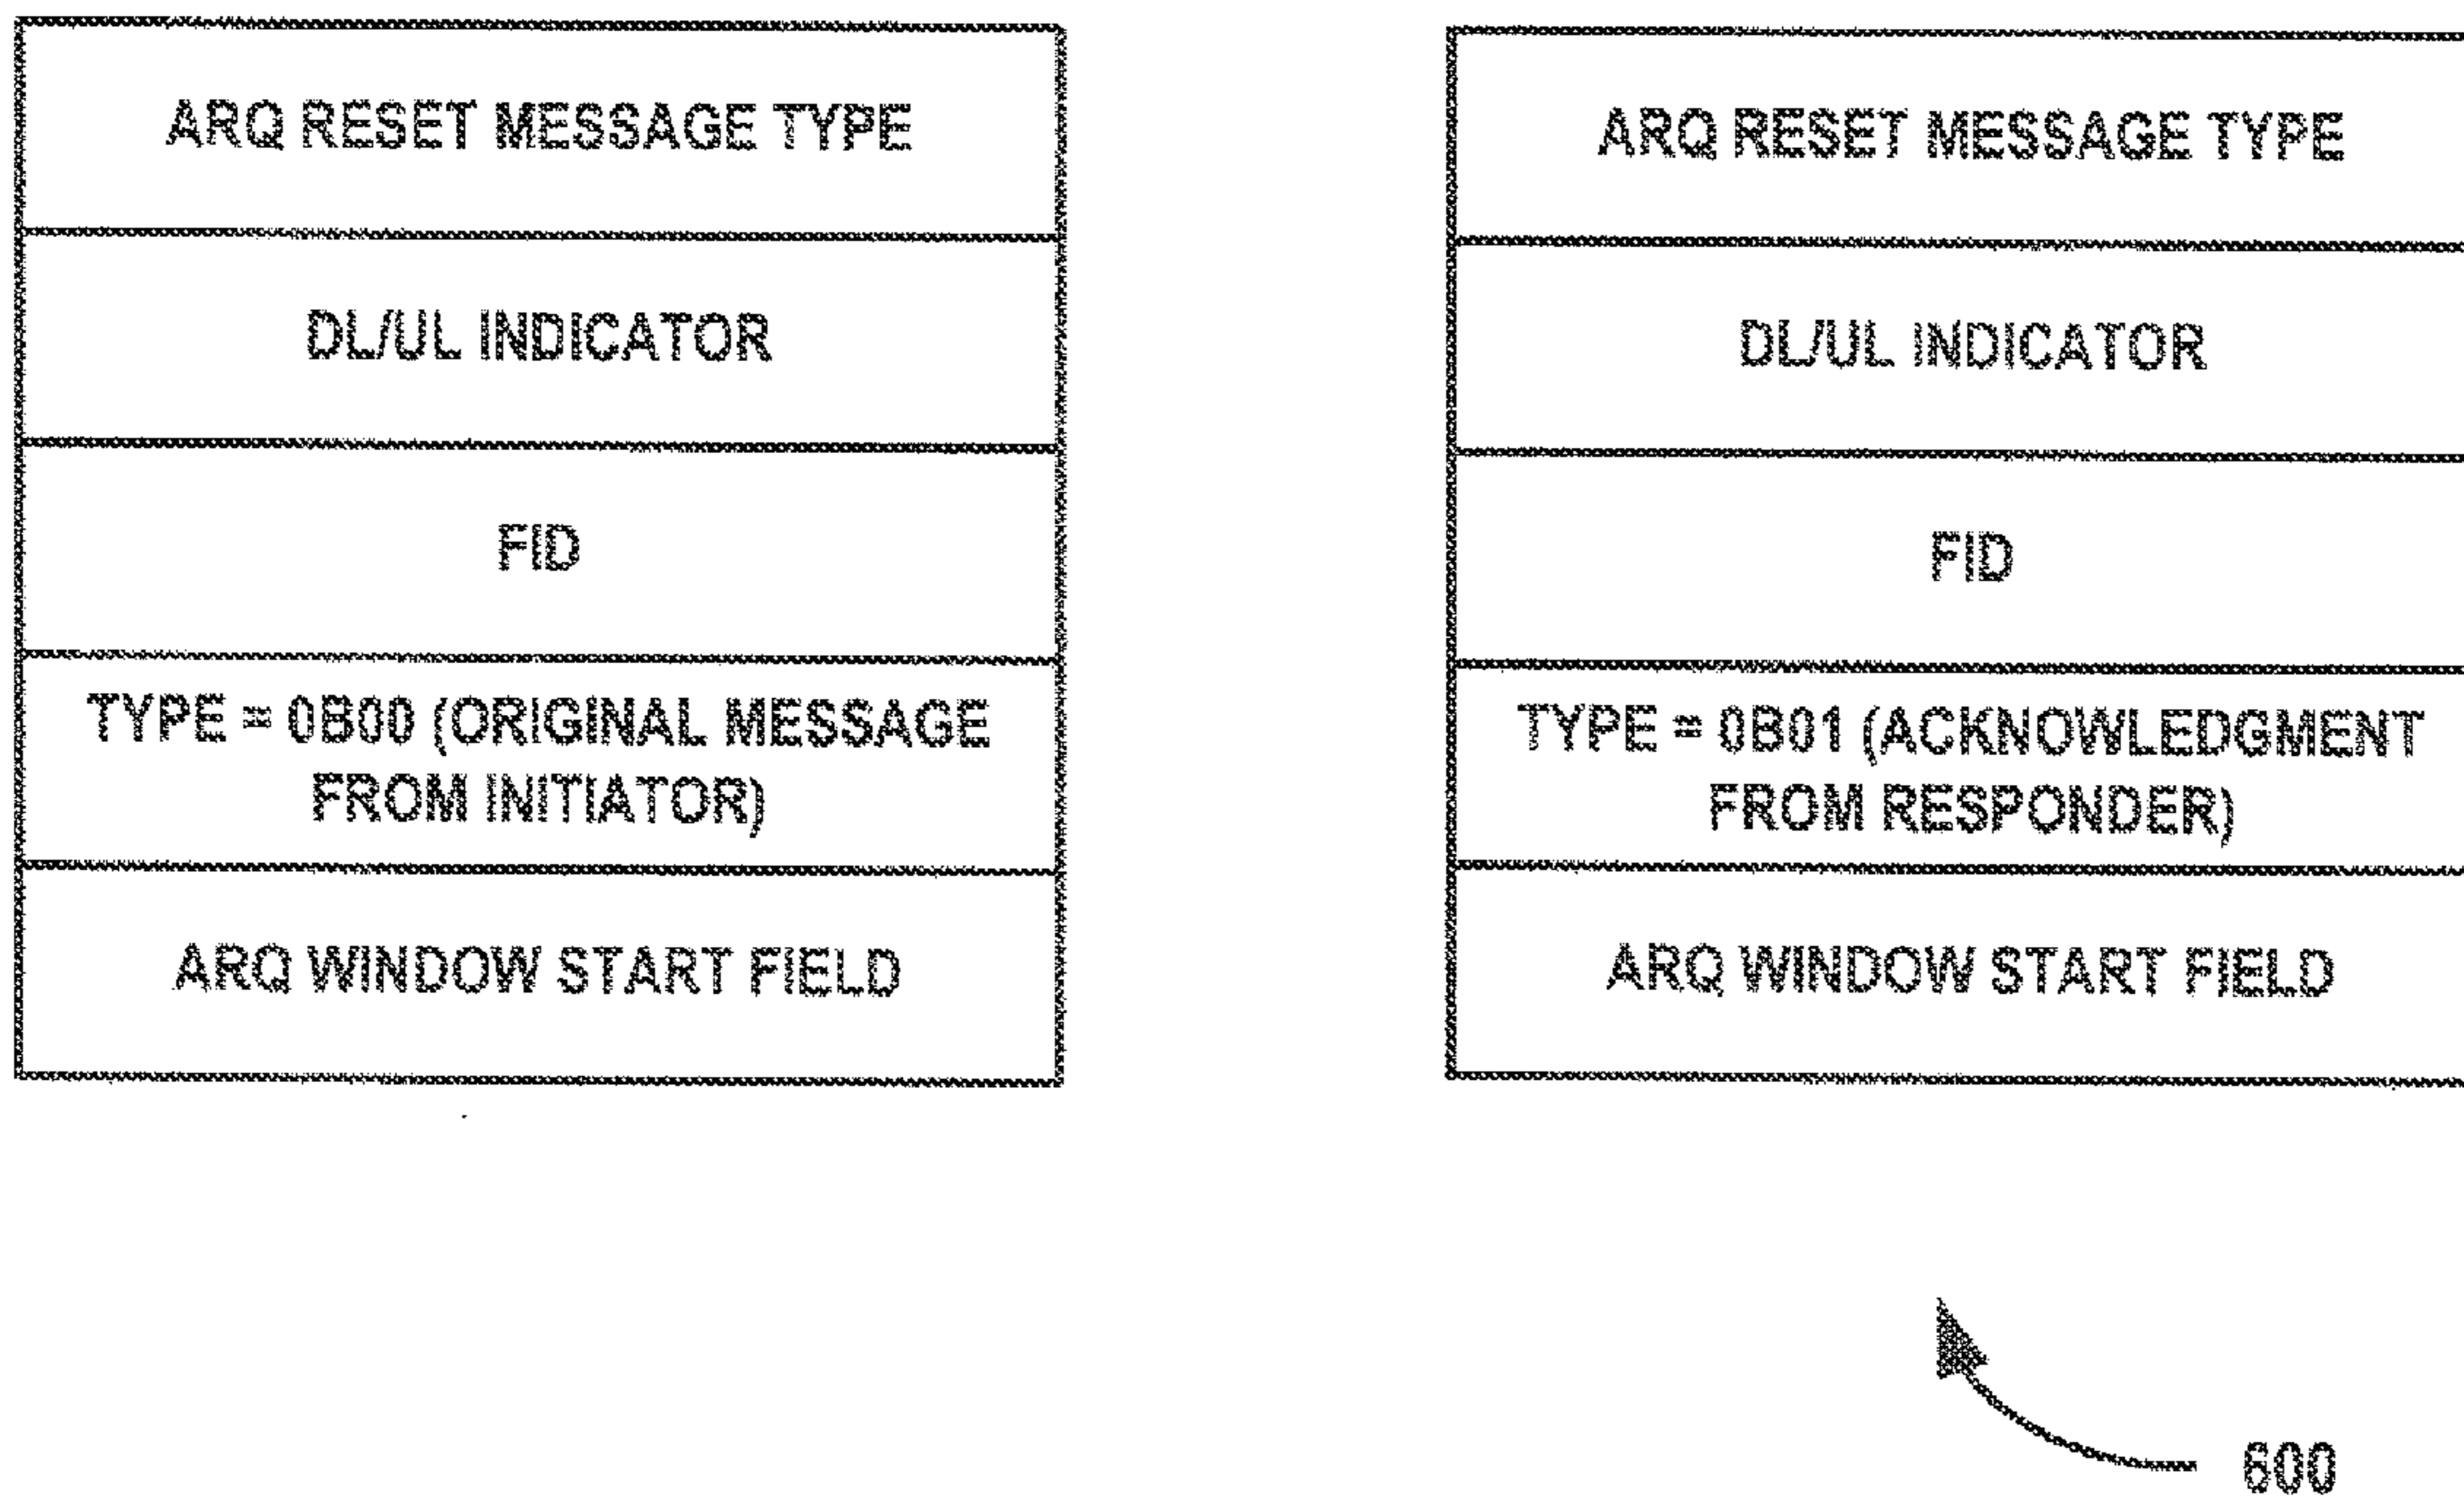 ARQ RESET MESSAGE TYPE
DL/UL INDICATOR
FID
TYPE = 0B00 (ORIGINAL MESSAGE
FROM INITIATOR)
ARQ WINDOW START FIELD
ARQ RESET MESSAGE TYPE
DL/UL INDICATOR
FID
TYPE = 0B01 (ACKNOWLEDGMENT
FROM RESPONDER)
ARQ WINDOW START FIELD
600